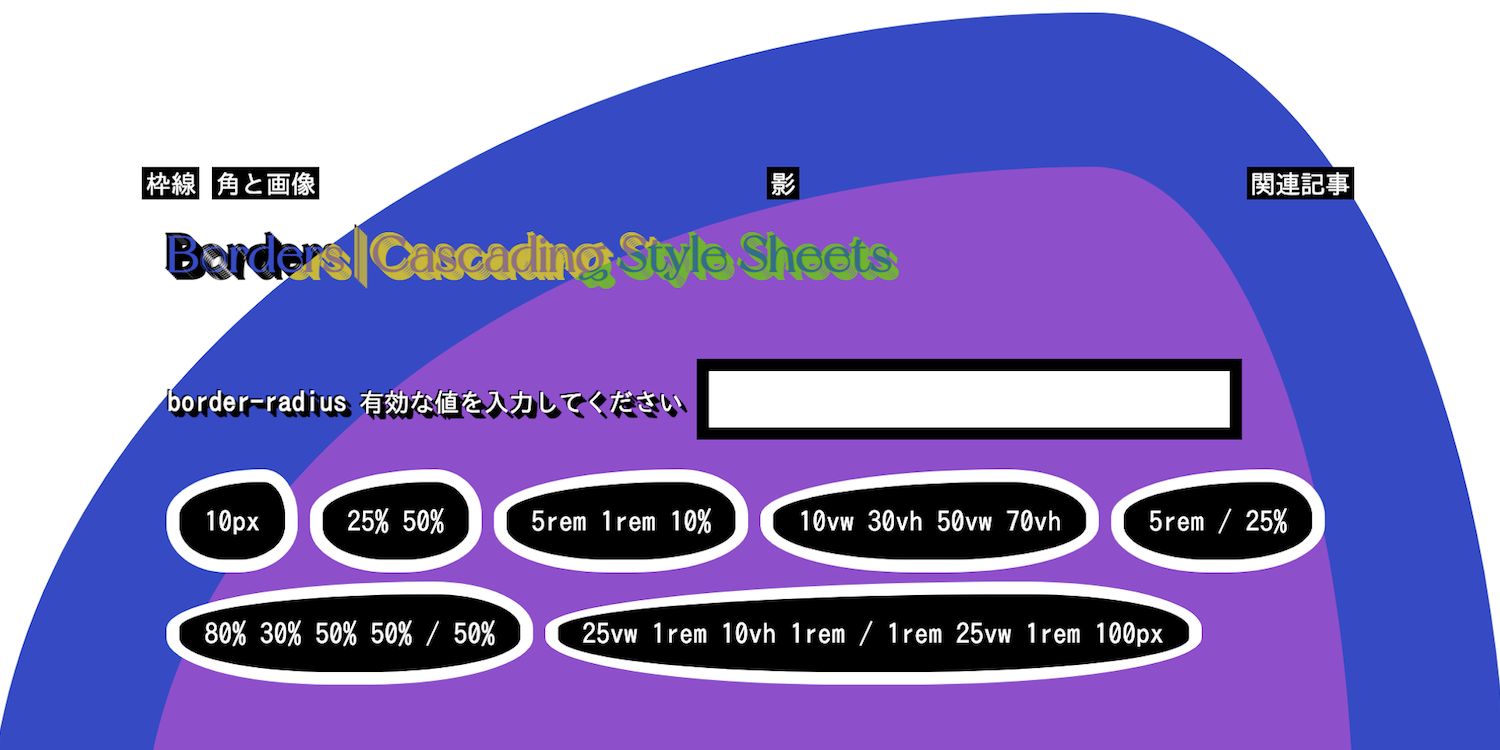 枠線 角と画像 影 関連記事
Borders | Cascading Style Sheets
border-radius 有効な値を入力してください
10px 25% 50% 5rem 1rem 10% 10vw 30vh 50vw 70vh 5rem / 25%
80% 30% 50% 50% / 50% 25vw 1rem 10vh 1rem / 1rem 25vw 1rem 100px